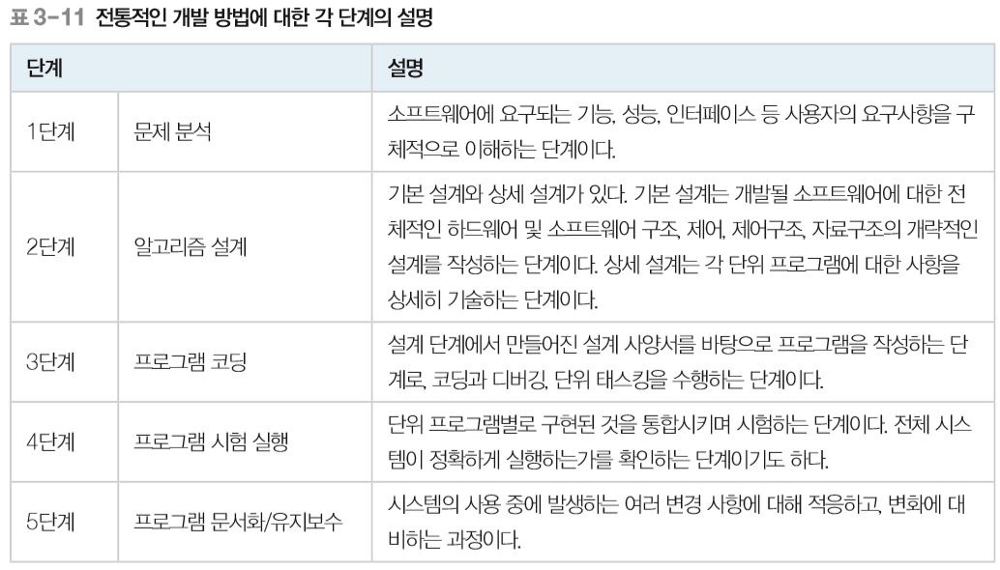 표 3-11 전통적인 개발 방법에 대한 각 단계의 설명
단계 설명
1단계 문제 분석
소프트웨어에 요구되는 기능, 성능, 인터페이스 등 사용자의 요구사항을 구
체적으로 이해하는 단계이다.
2단계 알고리즘 설계
기본 설계와 상세 설계가 있다. 기본 설계는 개발될 소프트웨어에 대한 전
체적인 하드웨어 및 소프트웨어 구조, 제어, 제어구조, 자료구조의 개략적인
설계를 작성하는 단계이다. 상세 설계는 각 단위 프로그램에 대한 사항을
상세히 기술하는 단계이다.
3단계 프로그램 코딩
설계 단계에서 만들어진 설계 사양서를 바탕으로 프로그램을 작성하는 단
계로, 코딩과 디버깅, 단위 태스킹을 수행하는 단계이다.
4단계 프로그램 시험 실행
단위 프로그램별로 구현된 것을 통합시키며 시험하는 단계이다. 전체 시스
템이 정확하게 실행하는가를 확인하는 단계이기도 하다.
5단계 프로그램 문서화/유지보수
시스템의 사용 중에 발생하는 여러 변경 사항에 대해 적응하고, 변화에 대
비하는 과정이다.